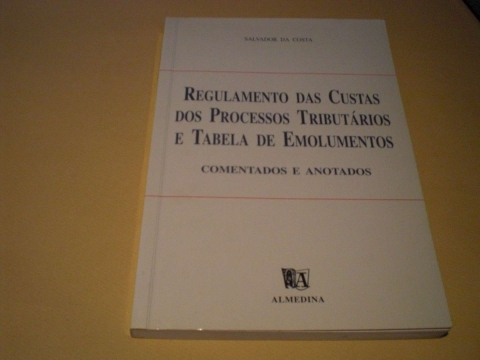 SALVADOR DA COSTA
REGULAMENTO DAS CUSTAS
DOS PROCESSOS TRIBUTÁRIOS
E TABELA DE EMOLUMENTOS
COMENTADOS E ANOTADOS
ALMEDINA